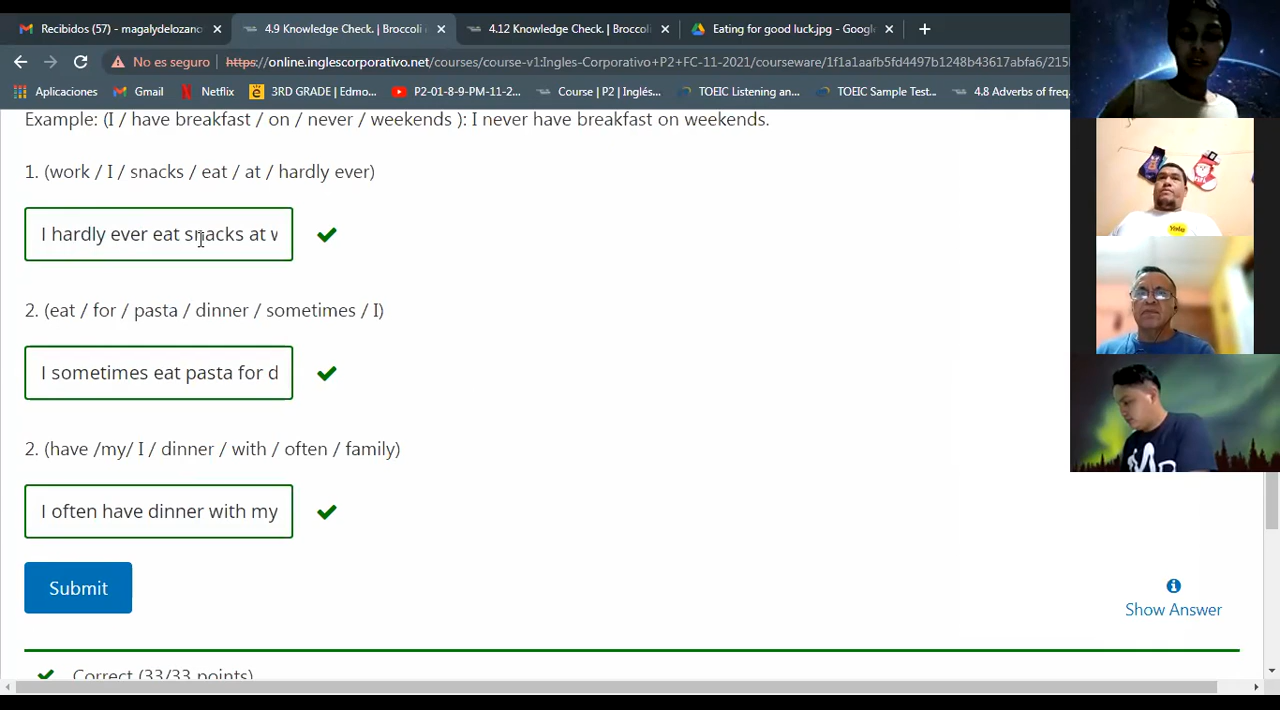 Recibidos (57) - magalydelozano
4.9 Knowledge Check. | Broccoli
4.12 Knowledge Check. | Broccoli
Eating for good luck.jpg - Google
No es seguro
https://online.inglescorporativo.net/courses/course-v1:Ingles-Corporativo+P2+FC-11-2021/courseware/1f1a1aafb5fd4497b1248b43617abfa6/215
Aplicaciones
Gmail
Netflix
3RD GRADE | Edmo...
P2-01-8-9-PM-11-2...
Course | P2 | Inglés...
TOEIC Listening an...
TOEIC Sample Test...
4.8 Adverbs of freq.
Example: (I / have breakfast / on / never / weekends ): I never have breakfast on weekends.
1. (work / I / snacks / eat / at / hardly ever)
I hardly ever eat snacks at w
2. (eat / for / pasta / dinner / sometimes / I)
I sometimes eat pasta for d
2. (have /my/ I / dinner / with / often / family)
I often have dinner with my
Submit
Show Answer
Correct (33/33 points)